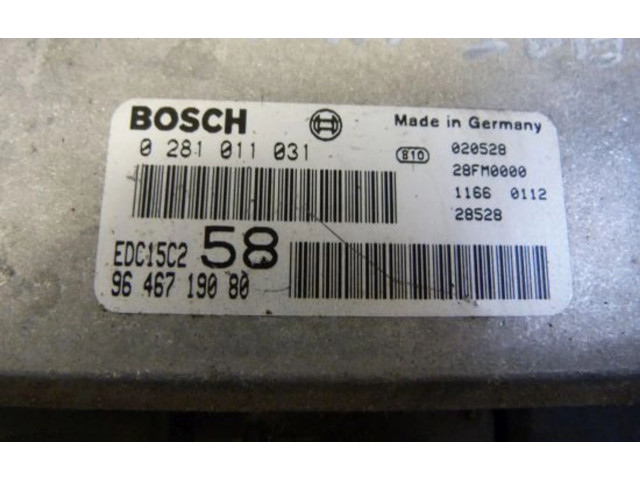 BOSCH
Made in Germany
0 281 011 031
810
020528
28FM0000
1166 0112
28528
EDC15C2 58
96 467 190 80